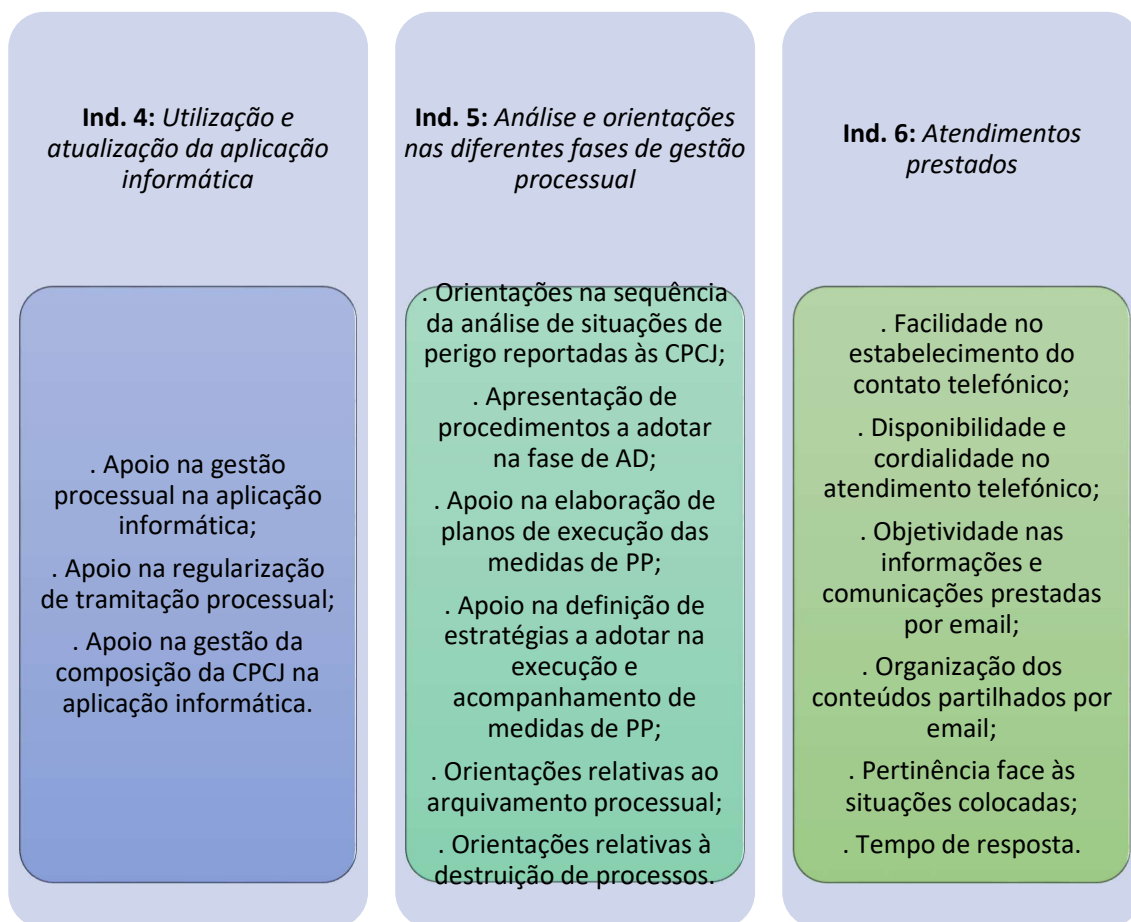 Ind. 4: Utilização e
atualização da aplicação
informática
. Apoio na gestão
processual na aplicação
informática;
. Apoio na regularização
de tramitação processual;
. Apoio na gestão da
composição da CPCJ na
aplicação informática.
Ind. 5: Análise e orientações
nas diferentes fases de gestão
processual
. Orientações na sequência
da análise de situações de
perigo reportadas às CPCJ;
. Apresentação de
procedimentos a adotar
na fase de AD;
. Apoio na elaboração de
planos de execução das
medidas de PP;
. Apoio na definição de
estratégias a adotar na
execução e
acompanhamento de
medidas de PP;
. Orientações relativas ao
arquivamento processual;
. Orientações relativas à
destruição de processos.
Ind. 6: Atendimentos
prestados
. Facilidade no
estabelecimento do
contato telefónico;
. Disponibilidade e
cordialidade no
atendimento telefónico;
. Objetividade nas
informações e
comunicações prestadas
por email;
. Organização dos
conteúdos partilhados por
email;
. Pertinência face às
situações colocadas;
. Tempo de resposta.